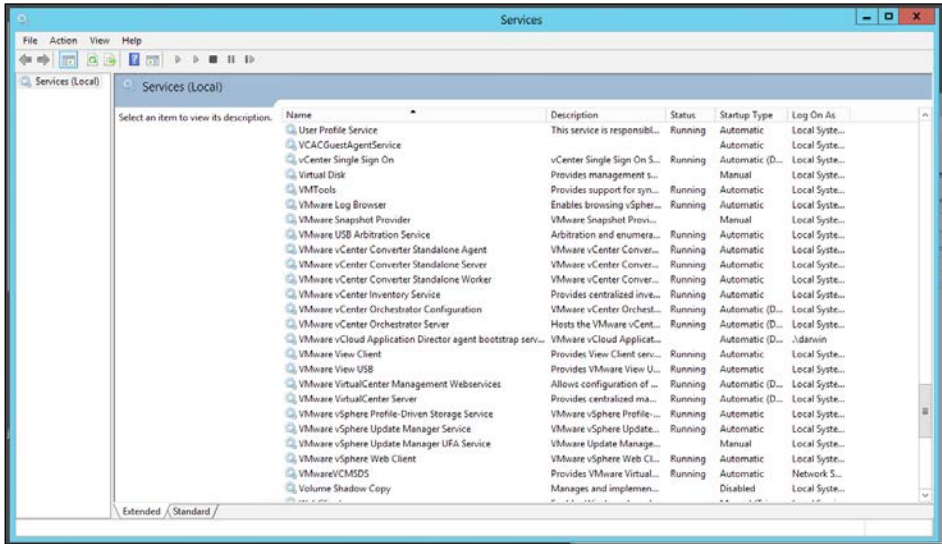 Services
File Action View Help
Services (Local)
Services (Local)
Select an item to view its description.
Name Description Status Startup Type Log On As
User Profile Service This service is responsibl... Running Automatic Local Syste...
VCACGuestAgentService Automatic Local Syste...
vCenter Single Sign On vCenter Single Sign On S... Running Automatic (D... Local Syste...
Virtual Disk Provides management s... Manual Local Syste...
VMTools Provides support for syn... Running Automatic Local Syste...
VMware Log Browser Enables browsing vSpher... Running Automatic Local Syste...
VMware Snapshot Provider VMware Snapshot Provi... Manual Local Syste...
VMware USB Arbitration Service Arbitration and enumera... Running Automatic Local Syste...
VMware vCenter Converter Standalone Agent VMware vCenter Conver... Running Automatic Local Syste...
VMware vCenter Converter Standalone Server VMware vCenter Conver... Running Automatic Local Syste...
VMware vCenter Converter Standalone Worker VMware vCenter Conver... Running Automatic Local Syste...
VMware vCenter Inventory Service Provides centralized inve... Running Automatic Local Syste...
VMware vCenter Orchestrator Configuration VMware vCenter Orchest... Running Automatic (D... Local Syste...
VMware vCenter Orchestrator Server Hosts the VMware vCent... Running Automatic (D... Local Syste...
VMware vCloud Application Director agent bootstrap serv... VMware vCloud Applicat... Automatic (D... .\darwin
VMware View Client Provides View Client serv... Running Automatic Local Syste...
VMware View USB Provides VMware View U... Running Automatic Local Syste...
VMware VirtualCenter Management Webservices Allows configuration of ... Running Automatic (D... Local Syste...
VMware VirtualCenter Server Provides centralized ma... Running Automatic (D... Local Syste...
VMware vSphere Profile-Driven Storage Service VMware vSphere Profile-... Running Automatic Local Syste...
VMware vSphere Update Manager Service VMware vSphere Update... Running Automatic Local Syste...
VMware vSphere Update Manager UFA Service VMware Update Manage... Manual Local Syste...
VMware vSphere Web Client VMware vSphere Web Cl... Running Automatic Local Syste...
VMwareVCMSDS Provides VMware Virtual... Running Automatic Network S...
Volume Shadow Copy Manages and implemen... Disabled Local Syste...
Extended Standard